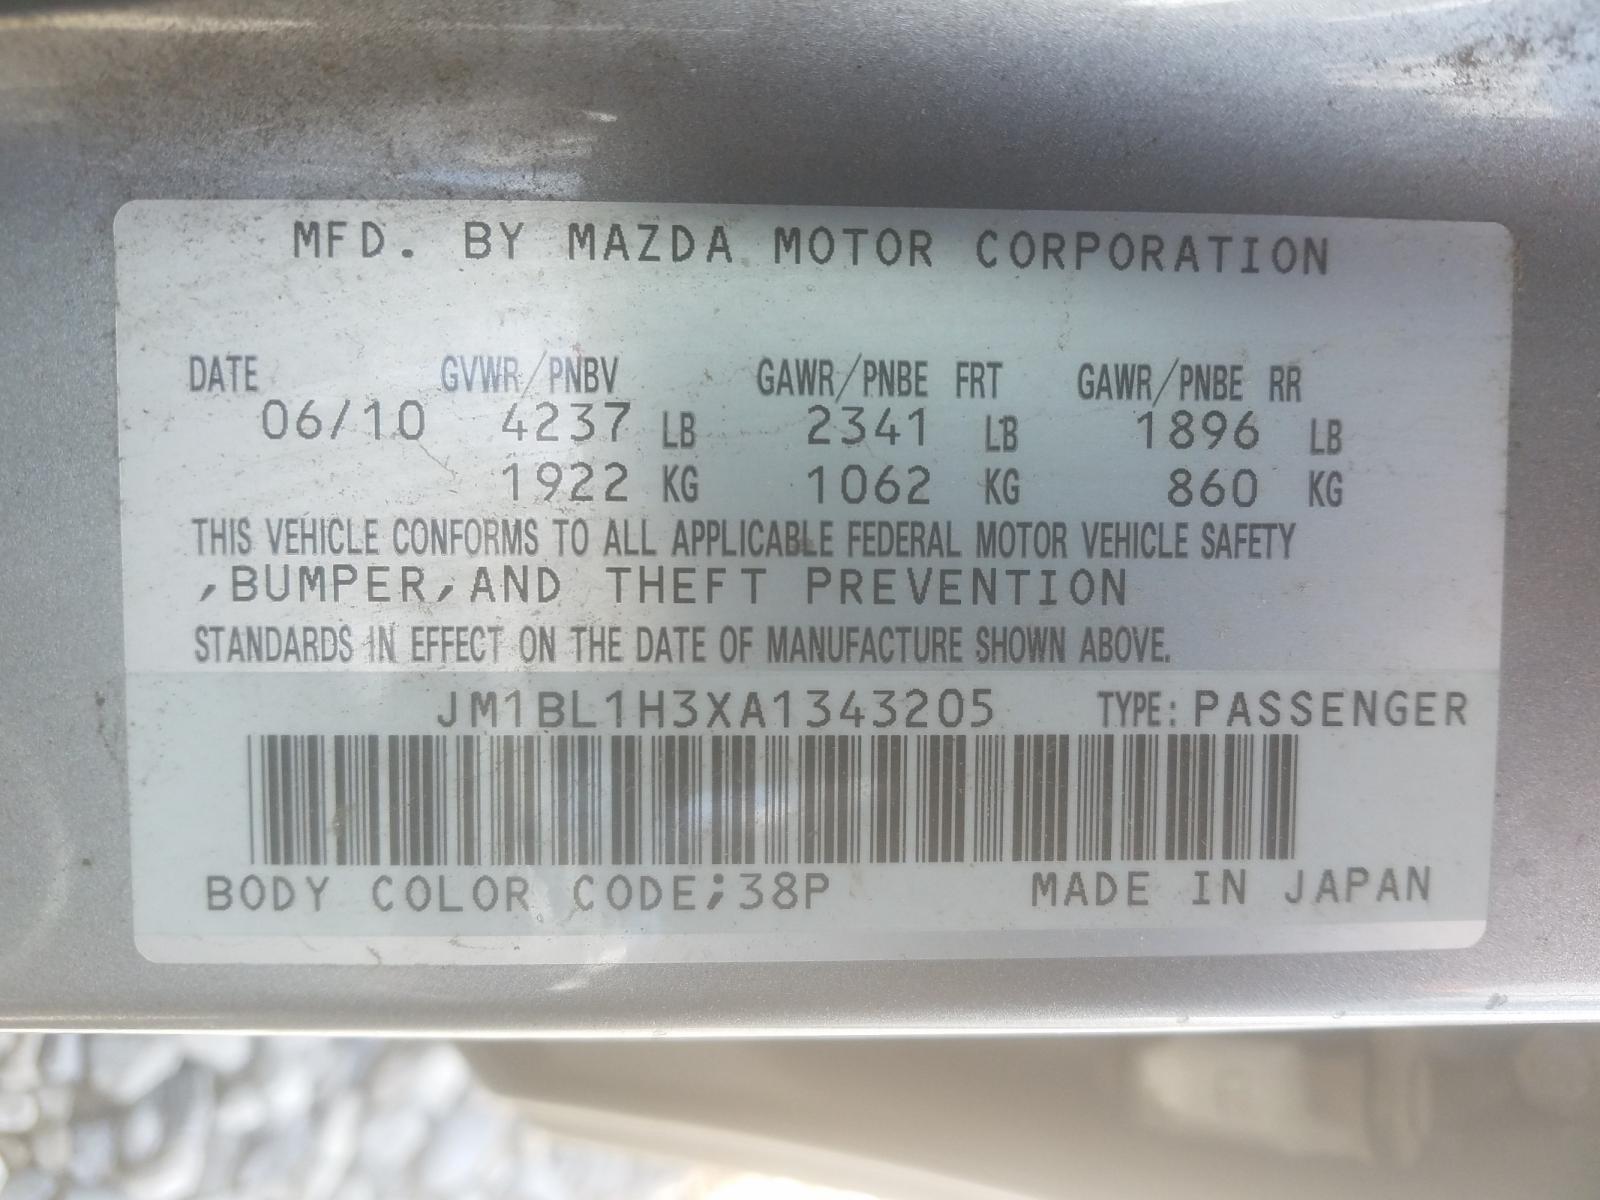 MFD. BY MAZDA MOTOR CORPORATION
DATE GVWR/PNBV GAWR/PNBE FRT GAWR/PNBE RR
06/10 4237 LB 2341 LB 1896 LB
1922 KG 1062 KG 860 KG
THIS VEHICLE CONFORMS TO ALL APPLICABLE FEDERAL MOTOR VEHICLE SAFETY
,BUMPER,AND THEFT PREVENTION
STANDARDS IN EFFECT ON THE DATE OF MANUFACTURE SHOWN ABOVE.
JM1BL1H3XA1343205 TYPE: PASSENGER
BODY COLOR CODE;38P MADE IN JAPAN